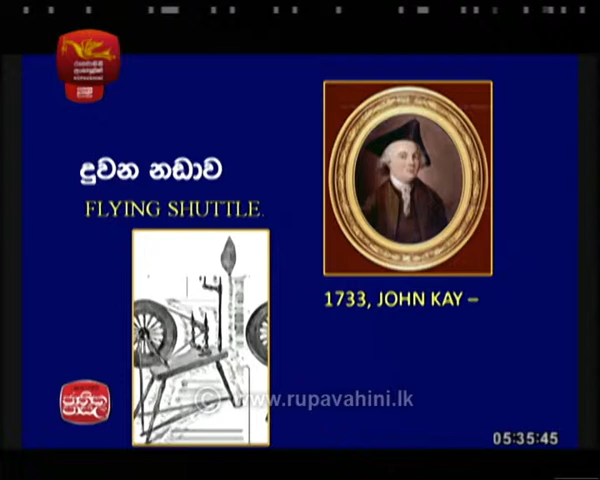 දුවන නඩාව
FLYING SHUTTLE.
1733, JOHN KAY –
© www.rupavahini.lk
05:35:45